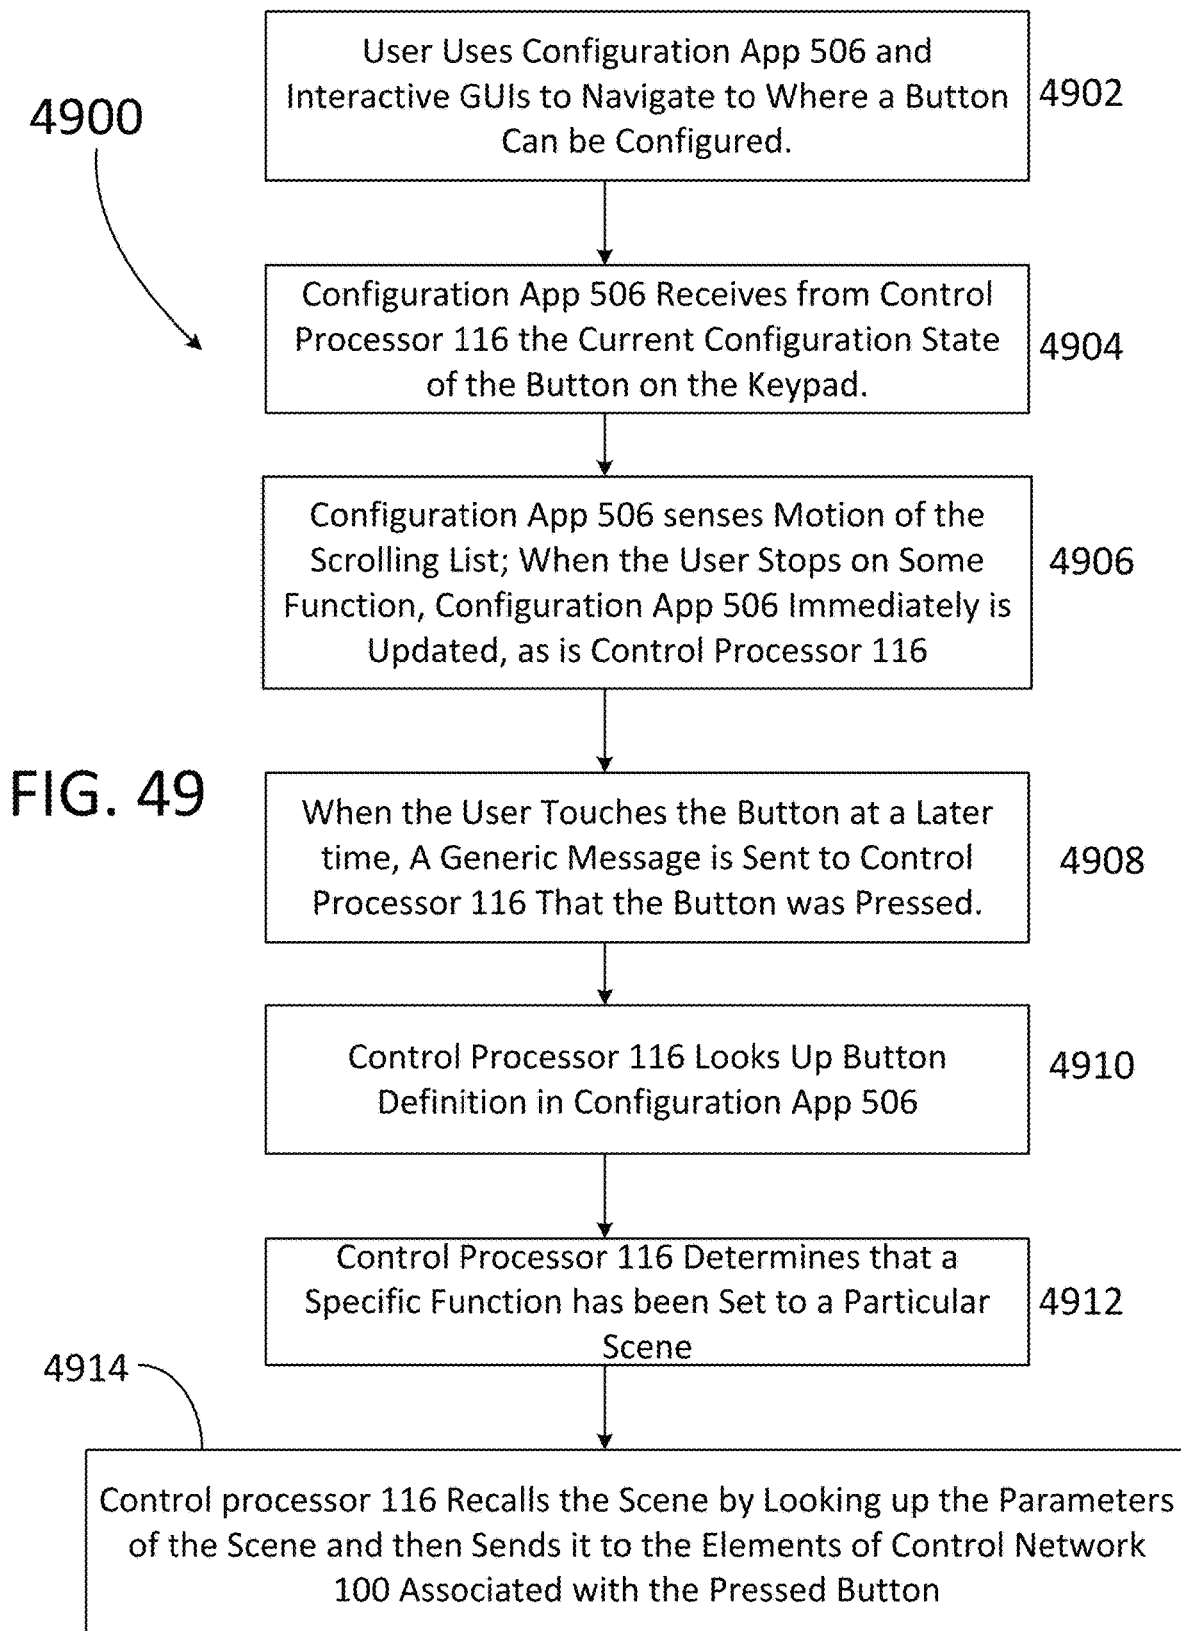 User Uses Configuration App 506 and
Interactive GUIs to Navigate to Where a Button
Can be Configured.
4902
4900
Configuration App 506 Receives from Control
Processor 116 the Current Configuration State
of the Button on the Keypad.
4904
Configuration App 506 senses Motion of the
Scrolling List; When the User Stops on Some
Function, Configuration App 506 Immediately is
Updated, as is Control Processor 116
4906
FIG. 49
When the User Touches the Button at a Later
time, A Generic Message is Sent to Control
Processor 116 That the Button was Pressed.
4908
Control Processor 116 Looks Up Button
Definition in Configuration App 506
4910
Control Processor 116 Determines that a
Specific Function has been Set to a Particular
Scene
4912
4914
Control processor 116 Recalls the Scene by Looking up the Parameters
of the Scene and then Sends it to the Elements of Control Network
100 Associated with the Pressed Button